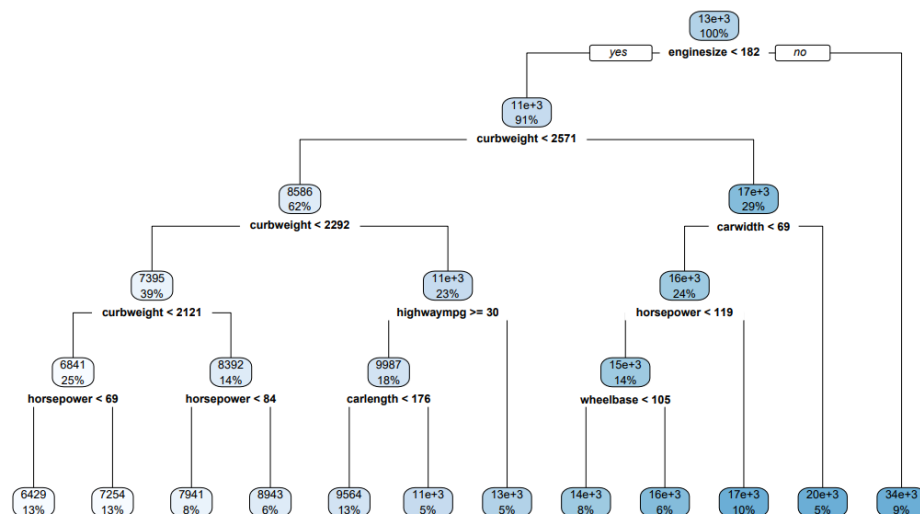 13e+3
100%
yes enginesize < 182 no
11e+3
91%
curbweight < 2571
8586
62%
curbweight < 2292
17e+3
29%
carwidth < 69
7395
39%
curbweight < 2121
11e+3
23%
highwaympg >= 30
16e+3
24%
horsepower < 119
6841
25%
horsepower < 69
8392
14%
horsepower < 84
9987
18%
carlength < 176
15e+3
14%
wheelbase < 105
6429
13%
7254
13%
7941
8%
8943
6%
9564
13%
11e+3
5%
13e+3
5%
14e+3
8%
16e+3
6%
17e+3
10%
20e+3
5%
34e+3
9%